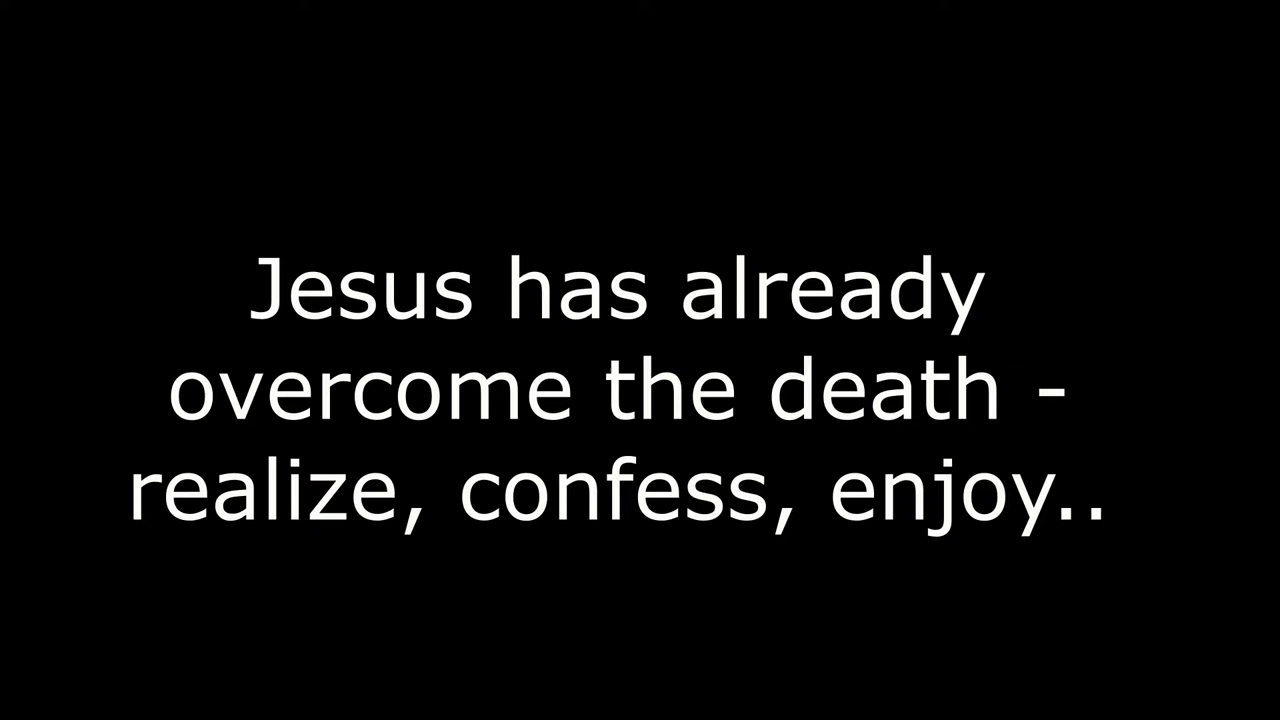 Jesus has already
overcome the death -
realize, confess, enjoy..